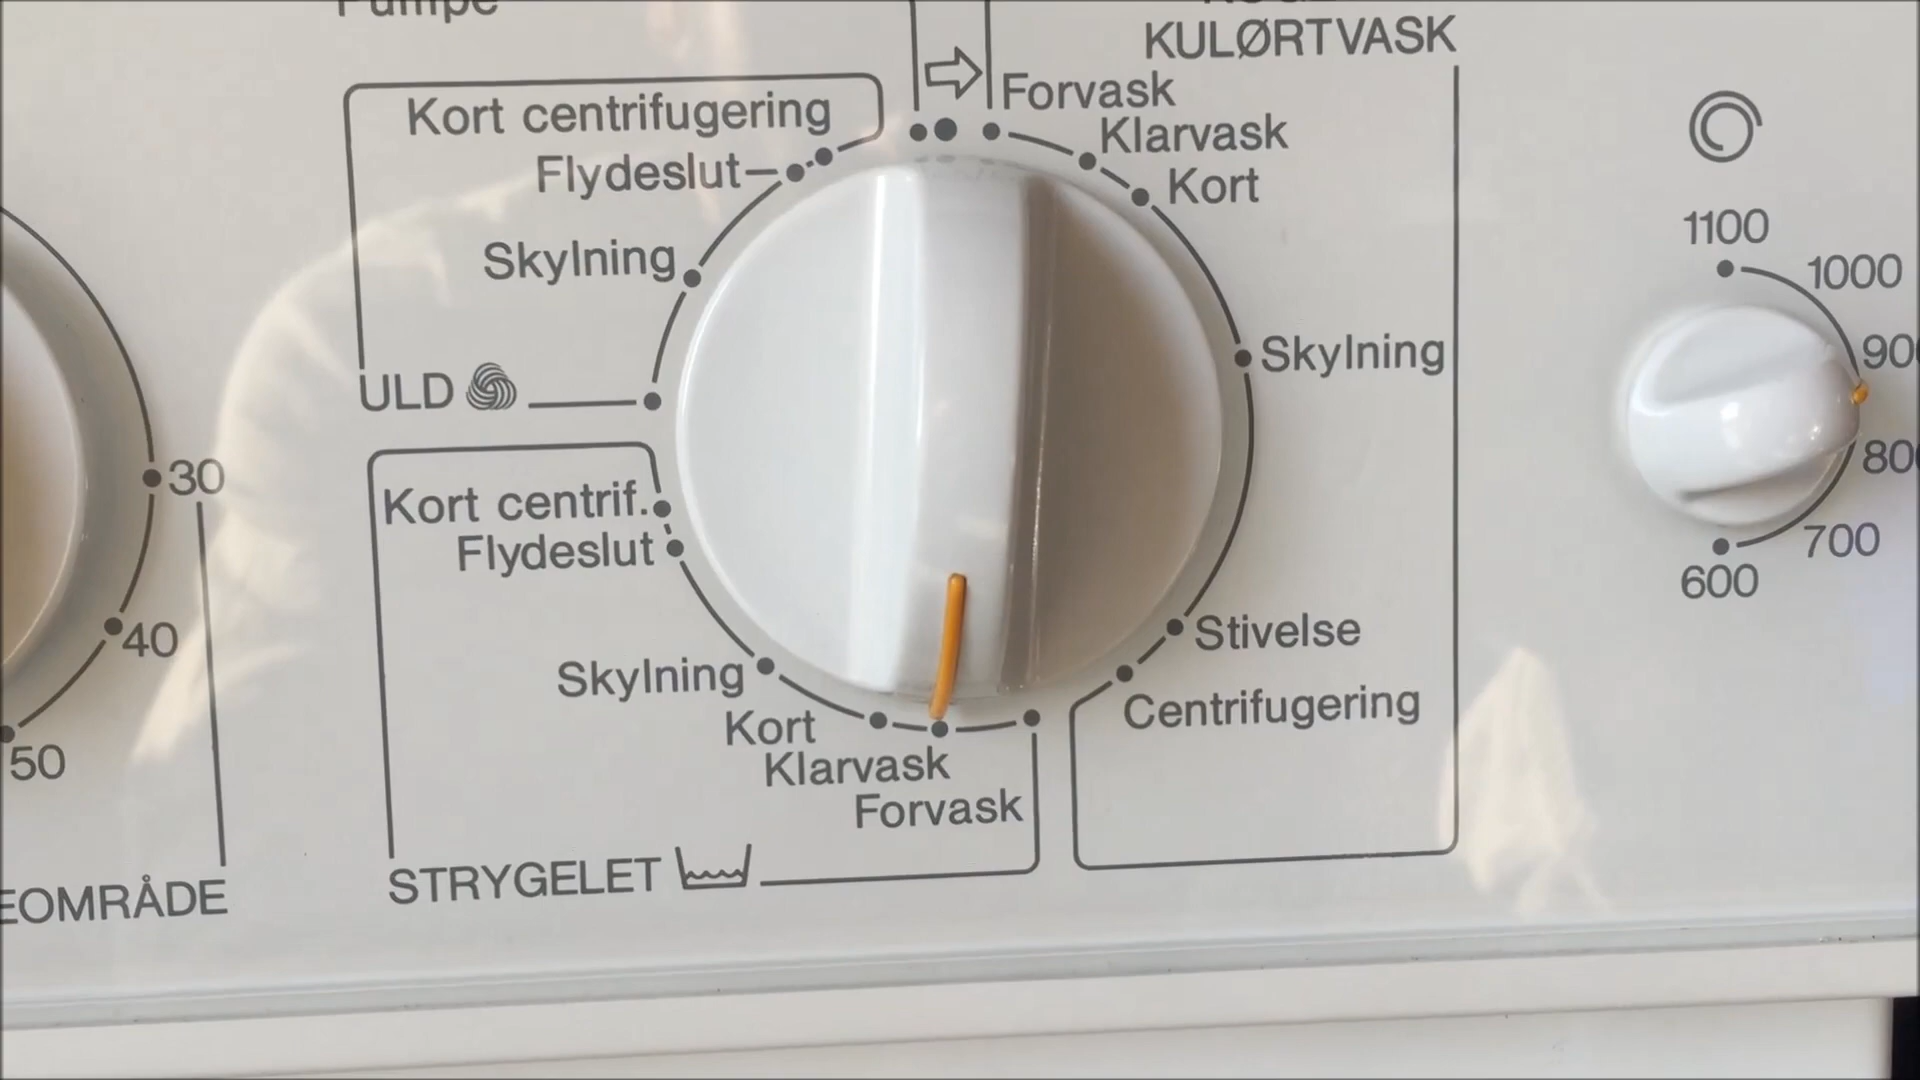 Pumpe
KULØRTVASK
Kort centrifugering
Forvask
Flydeslut
Klarvask
Kort
Skylning
ULD
Skylning
Kort centrif.
Flydeslut
Stivelse
Skylning
Centrifugering
Kort
Klarvask
Forvask
STRYGELET
30
40
50
1100
1000
700
600